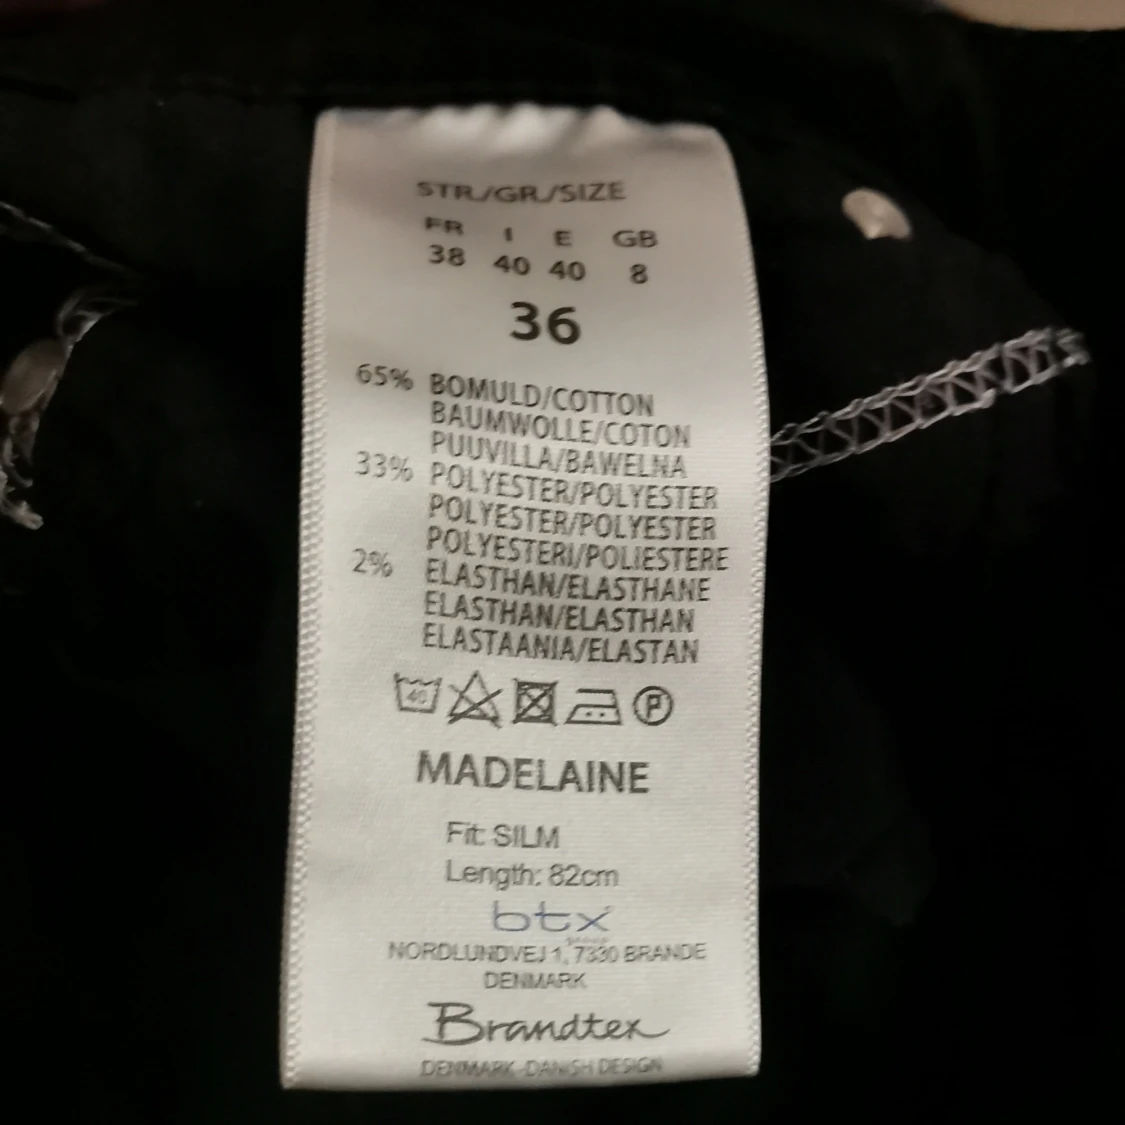 STR./GR./SIZE
FR I E GB
38 40 40 8
36
65% BOMULD/COTTON
BAUMWOLLE/COTON
PUUVILLA/BAWELNA
33% POLYESTER/POLYESTER
POLYESTER/POLYESTER
POLYESTERI/POLIESTERE
2% ELASTHAN/ELASTHANE
ELASTHAN/ELASTHAN
ELASTAANIA/ELASTAN
40 P
MADELAINE
Fit: SILM
Length: 82cm
btx
NORDLUNDVEJ 1, 7330 BRANDE
DENMARK
Brandtex
DENMARK-DANISH DESIGN